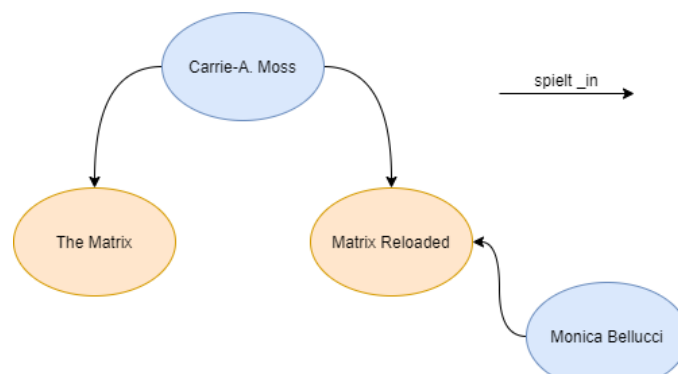 Carrie-A. Moss
spielt _in
The Matrix
Matrix Reloaded
Monica Bellucci